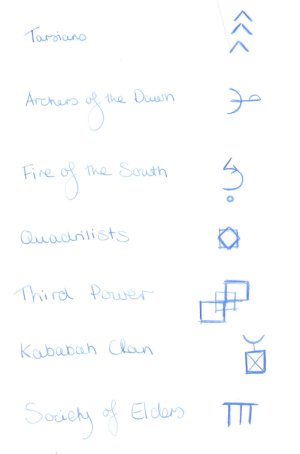 Tarsians
Archers of the Dawn
Fire of the South
Quadrilists
Third Power
Kababah Clan
Society of Elders